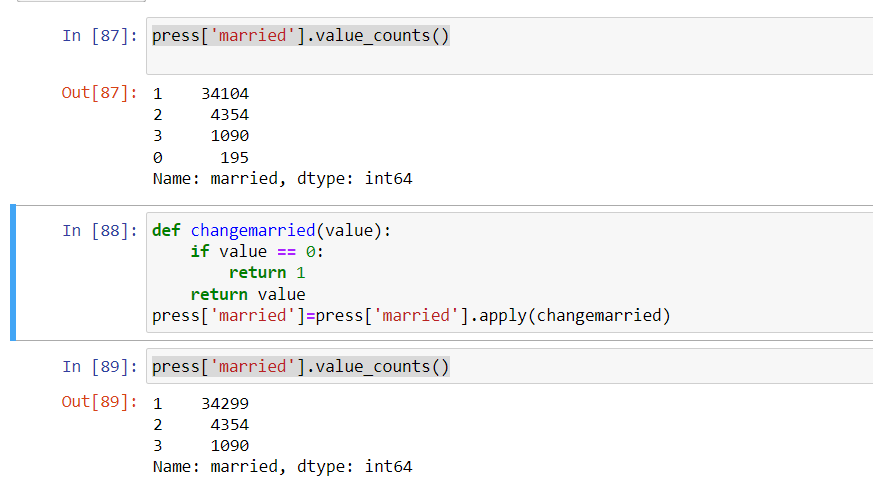 In [87]: press['married'].value_counts()
Out[87]: 1    34104
2     4354
3     1090
0      195
Name: married, dtype: int64
In [88]: def changemarried(value):
    if value == 0:
        return 1
    return value
press['married']=press['married'].apply(changemarried)
In [89]: press['married'].value_counts()
Out[89]: 1    34299
2     4354
3     1090
Name: married, dtype: int64